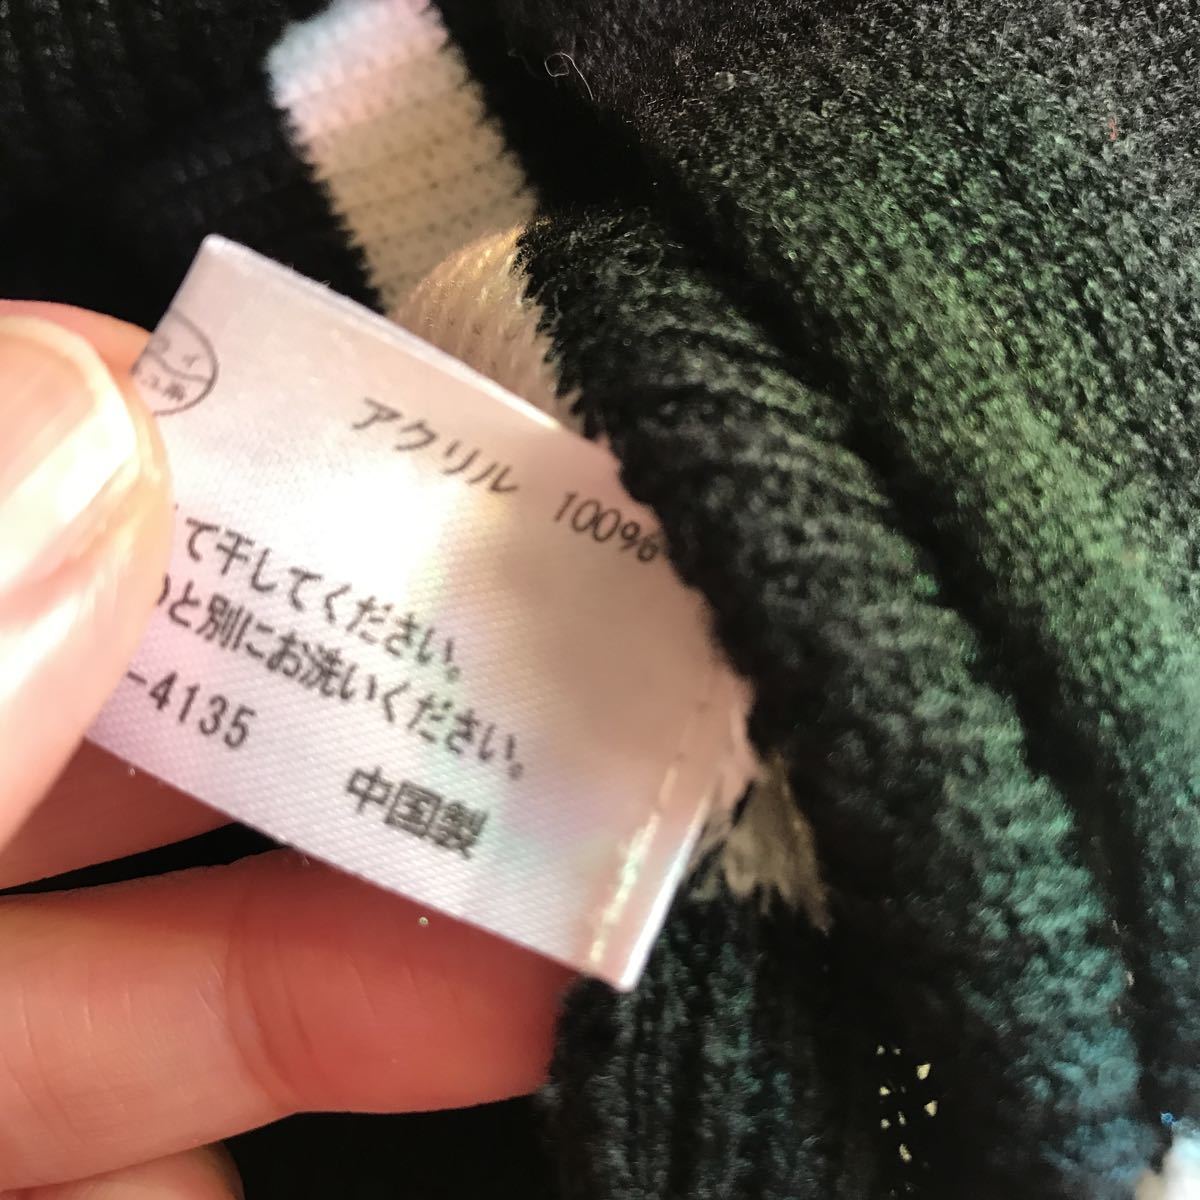 アクリル 100%
て干してください。
と別にお洗いください。
-4135
中国製